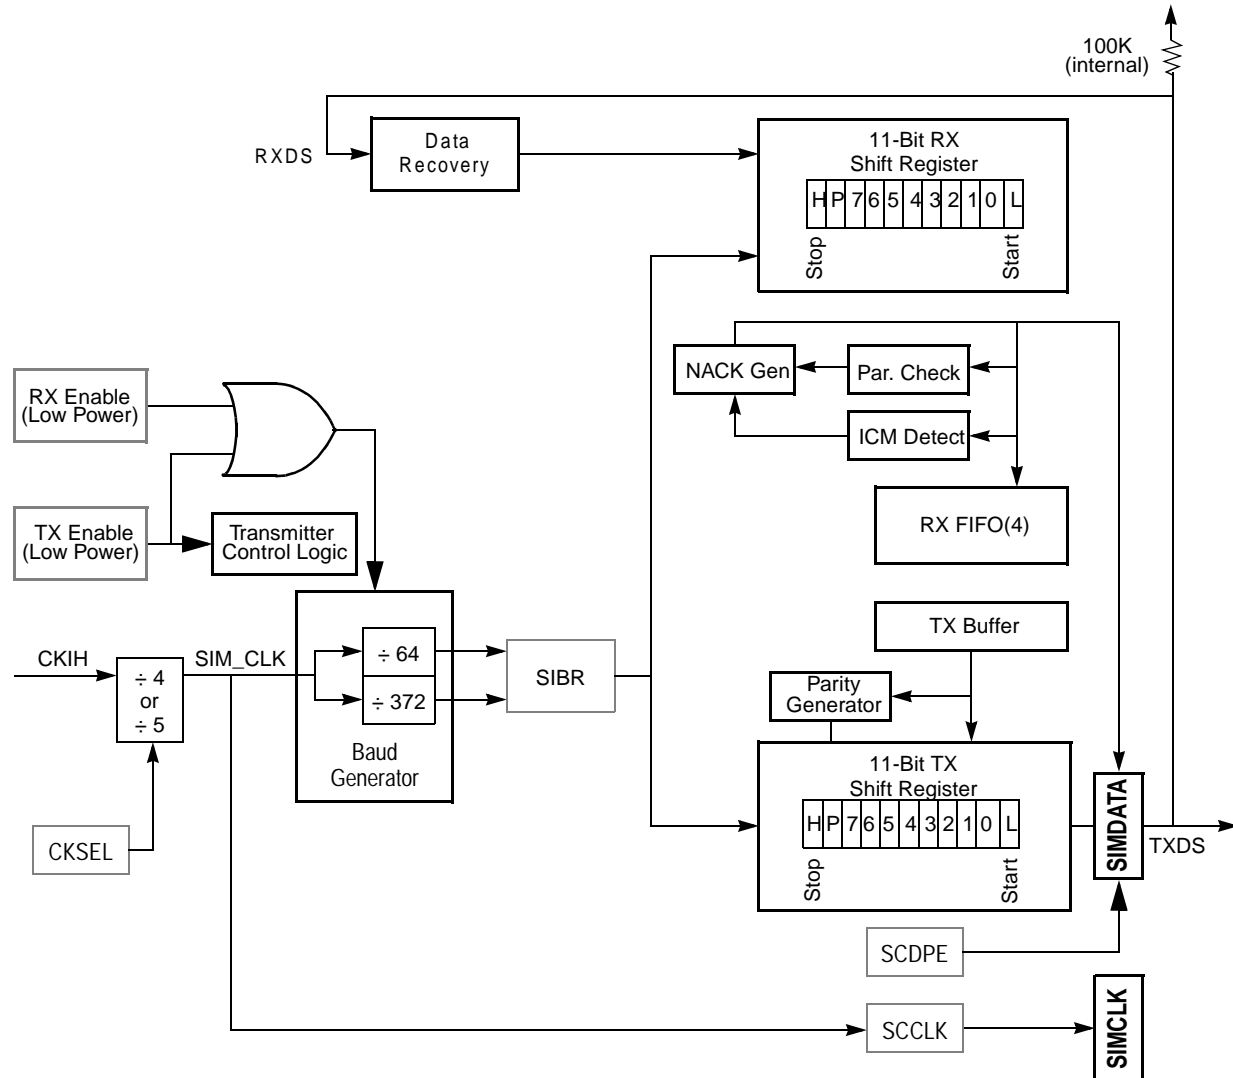 100K
(internal)
RXDS
Data
Recovery
11-Bit RX
Shift Register
H P 7 6 5 4 3 2 1 0 L
Stop
Start
NACK Gen
Par. Check
ICM Detect
RX FIFO(4)
RX Enable
(Low Power)
TX Enable
(Low Power)
Transmitter
Control Logic
TX Buffer
CKIH
÷ 4
or
÷ 5
SIM_CLK
÷ 64
÷ 372
Baud
Generator
SIBR
Parity
Generator
11-Bit TX
Shift Register
H P 7 6 5 4 3 2 1 0 L
Stop
Start
SIMDATA
TXDS
CKSEL
SCDPE
SCCLK
SIMCLK